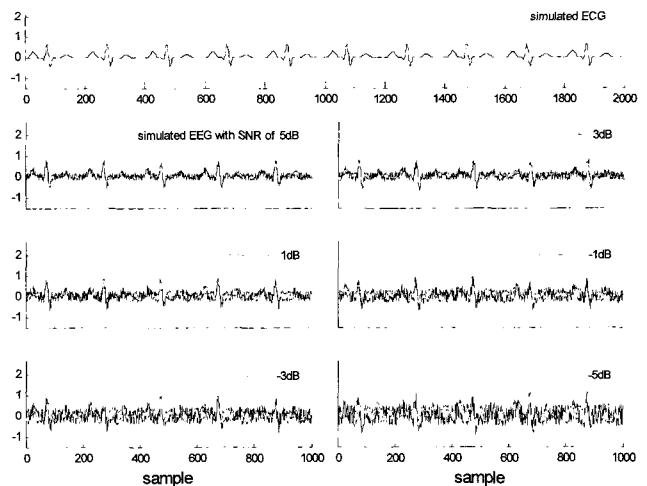 simulated ECG
2
1
0
-1
0 200 400 600 800 1000 1200 1400 1600 1800 2000
simulated EEG with SNR of 5dB
3dB
2
1
0
-1
1dB
-1dB
2
1
0
-1
-3dB
-5dB
2
1
0
-1
0 200 400 600 800 1000
0 200 400 600 800 1000
sample
sample